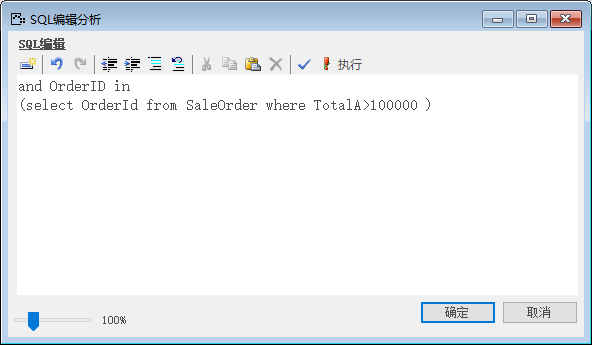 SQL编辑分析
SQL编辑
执行
and OrderID in
(select OrderId from SaleOrder where TotalA>100000 )
100%
确定
取消